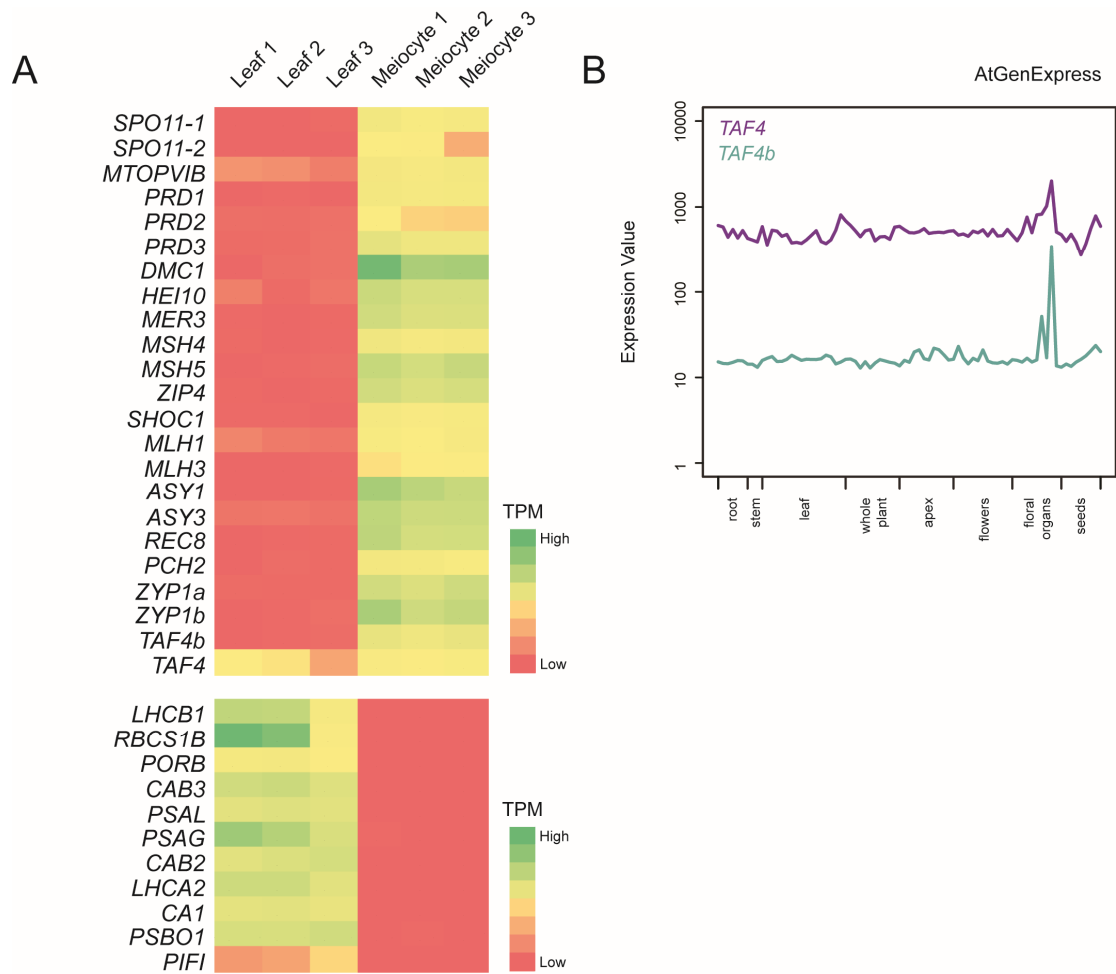 A
Leaf 1
Leaf 2
Leaf 3
Meiocyte 1
Meiocyte 2
Meiocyte 3
SPO11-1
SPO11-2
MTOPVIB
PRD1
PRD2
PRD3
DMC1
HEI10
MER3
MSH4
MSH5
ZIP4
SHOC1
MLH1
MLH3
ASY1
ASY3
REC8
PCH2
ZYP1a
ZYP1b
TAF4b
TAF4
TPM
High
Low
LHCB1
RBCS1B
PORB
CAB3
PSAL
PSAG
CAB2
LHCA2
CA1
PSBO1
PIFI
TPM
High
Low
B
AtGenExpress
TAF4
TAF4b
Expression Value
10000
1000
100
10
1
root
stem
leaf
whole
plant
apex
flowers
floral
organs
seeds